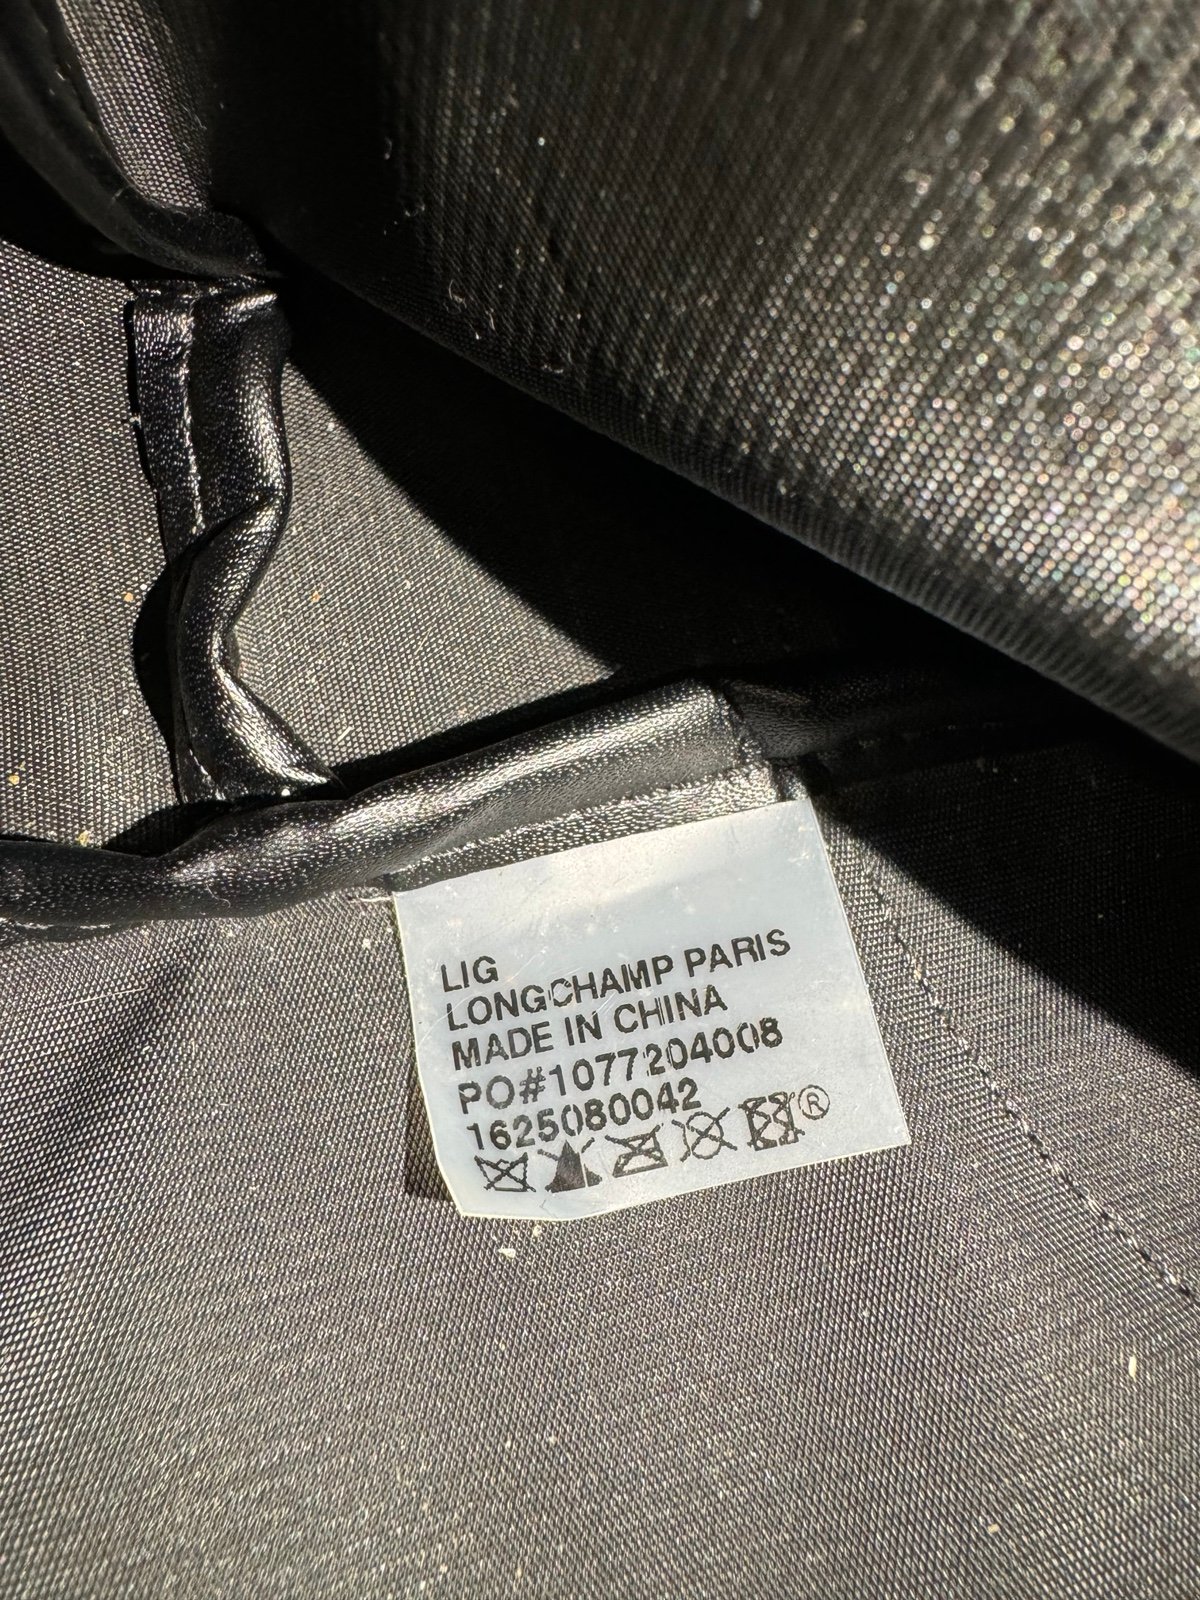 LIG
LONGCHAMP PARIS
MADE IN CHINA
PO#1077204008
1625080042
®